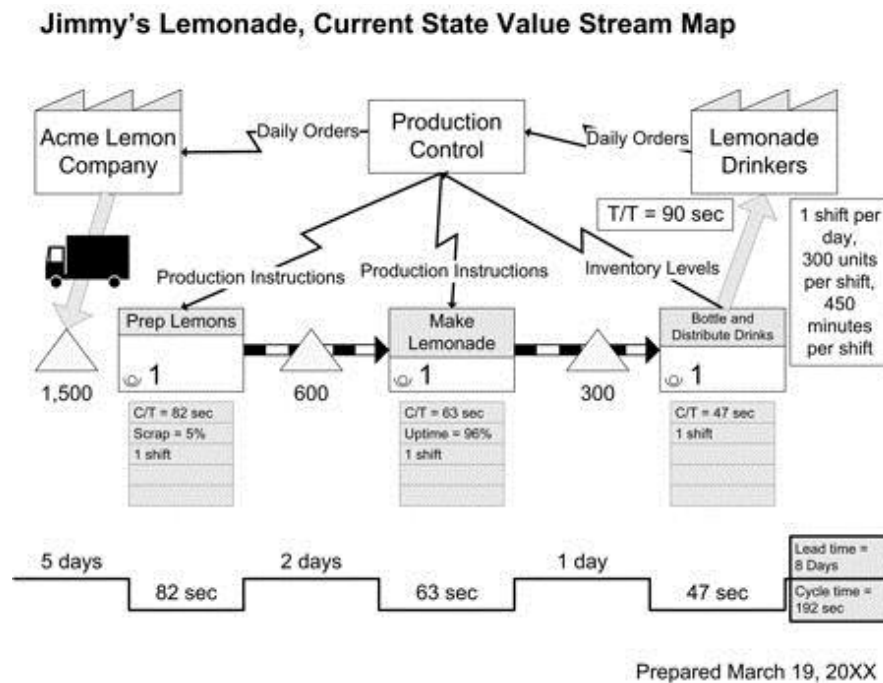 Jimmy's Lemonade, Current State Value Stream Map
Acme Lemon
Company
Daily Orders
Production
Control
Daily Orders
Lemonade
Drinkers
T/T = 90 sec
1 shift per
day,
300 units
per shift,
450
minutes
per shift
Production Instructions
Production Instructions
Inventory Levels
Prep Lemons
1
Make
Lemonade
1
Bottle and
Distribute Drinks
1
1,500
600
300
C/T = 82 sec
Scrap = 5%
1 shift
C/T = 63 sec
Uptime = 96%
1 shift
C/T = 47 sec
1 shift
5 days
82 sec
2 days
63 sec
1 day
47 sec
Lead time =
8 Days
Cycle time =
192 sec
Prepared March 19, 20XX